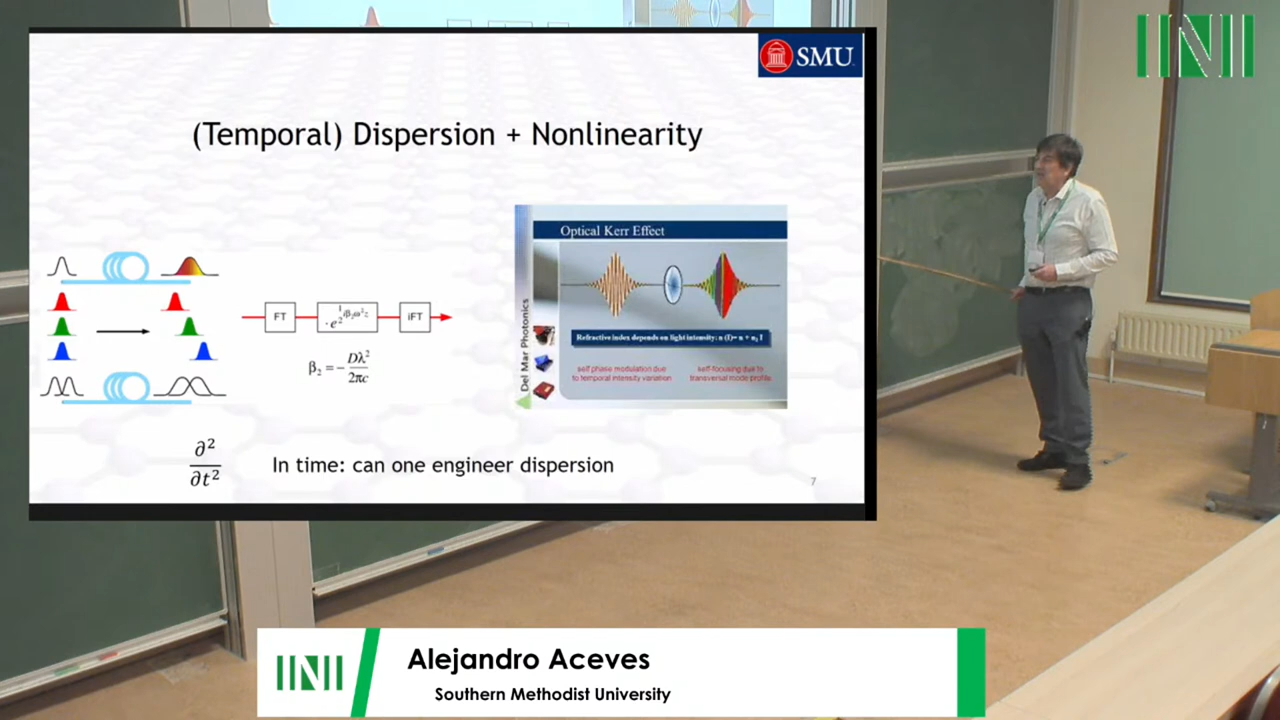 SMU
(Temporal) Dispersion + Nonlinearity
Optical Kerr Effect
Del Mar Photonics
Refractive index depends on light intensity: n (I)= n + n₂ I
self phase modulation due
to temporal intensity variation
self-focusing due to
transversal mode profile
FT
·e^{½iβ₂ω²z}
iFT
β₂ = − Dλ² / 2πc
∂² / ∂t²
In time: can one engineer dispersion
7
Alejandro Aceves
Southern Methodist University